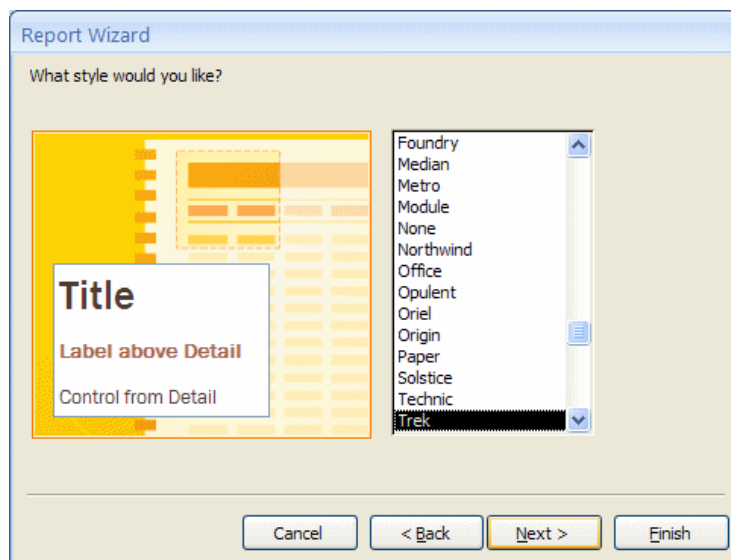 Report Wizard
What style would you like?
Title
Label above Detail
Control from Detail
Foundry
Median
Metro
Module
None
Northwind
Office
Opulent
Oriel
Origin
Paper
Solstice
Technic
Trek
Cancel
< Back
Next >
Finish